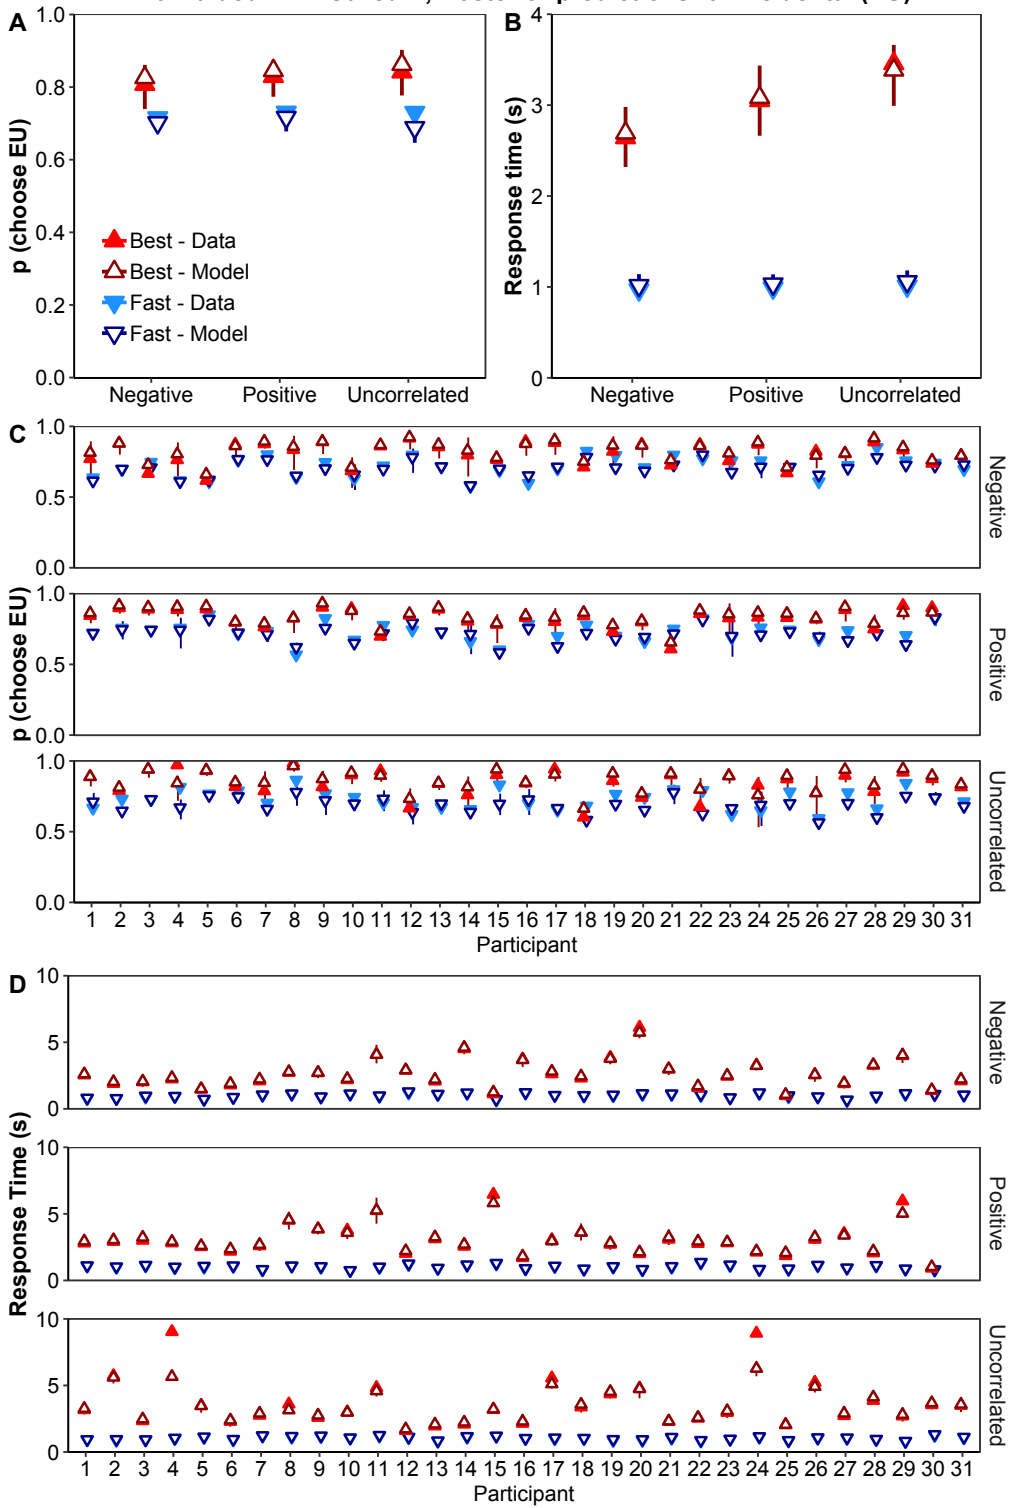 A
B
1.0
0.8
0.6
0.4
0.2
0.0
p (choose EU)
Best - Data
Best - Model
Fast - Data
Fast - Model
Negative Positive Uncorrelated
4
3
2
1
0
Response time (s)
Negative Positive Uncorrelated
C
1.0
0.5
0.0
Negative
1.0
0.5
0.0
Positive
p (choose EU)
1.0
0.5
0.0
Uncorrelated
1 2 3 4 5 6 7 8 9 10 11 12 13 14 15 16 17 18 19 20 21 22 23 24 25 26 27 28 29 30 31
Participant
D
10
5
0
Negative
10
5
0
Positive
Response Time (s)
10
5
0
Uncorrelated
1 2 3 4 5 6 7 8 9 10 11 12 13 14 15 16 17 18 19 20 21 22 23 24 25 26 27 28 29 30 31
Participant